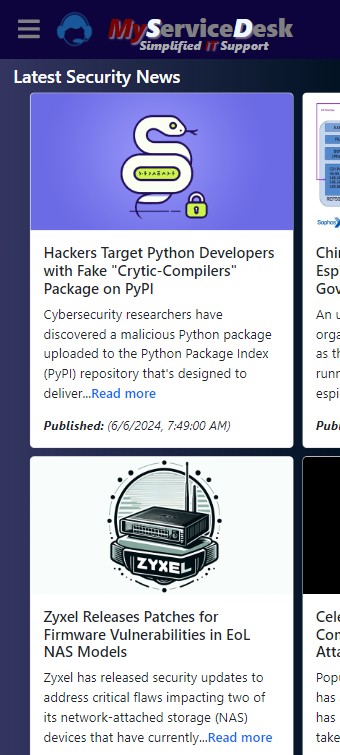 MyServiceDesk
Simplified IT Support
Latest Security News
Hackers Target Python Developers
with Fake "Crytic-Compilers"
Package on PyPI
Cybersecurity researchers have
discovered a malicious Python package
uploaded to the Python Package Index
(PyPI) repository that's designed to
deliver...Read more
Published: (6/6/2024, 7:49:00 AM)
ZYXEL
Zyxel Releases Patches for
Firmware Vulnerabilities in EoL
NAS Models
Zyxel has released security updates to
address critical flaws impacting two of
its network-attached storage (NAS)
devices that have currently...Read more
Sophos
Chi
Esp
Gov
An u
orga
as th
runn
espi
Publ
Cele
Con
Atta
Popu
has
has
take